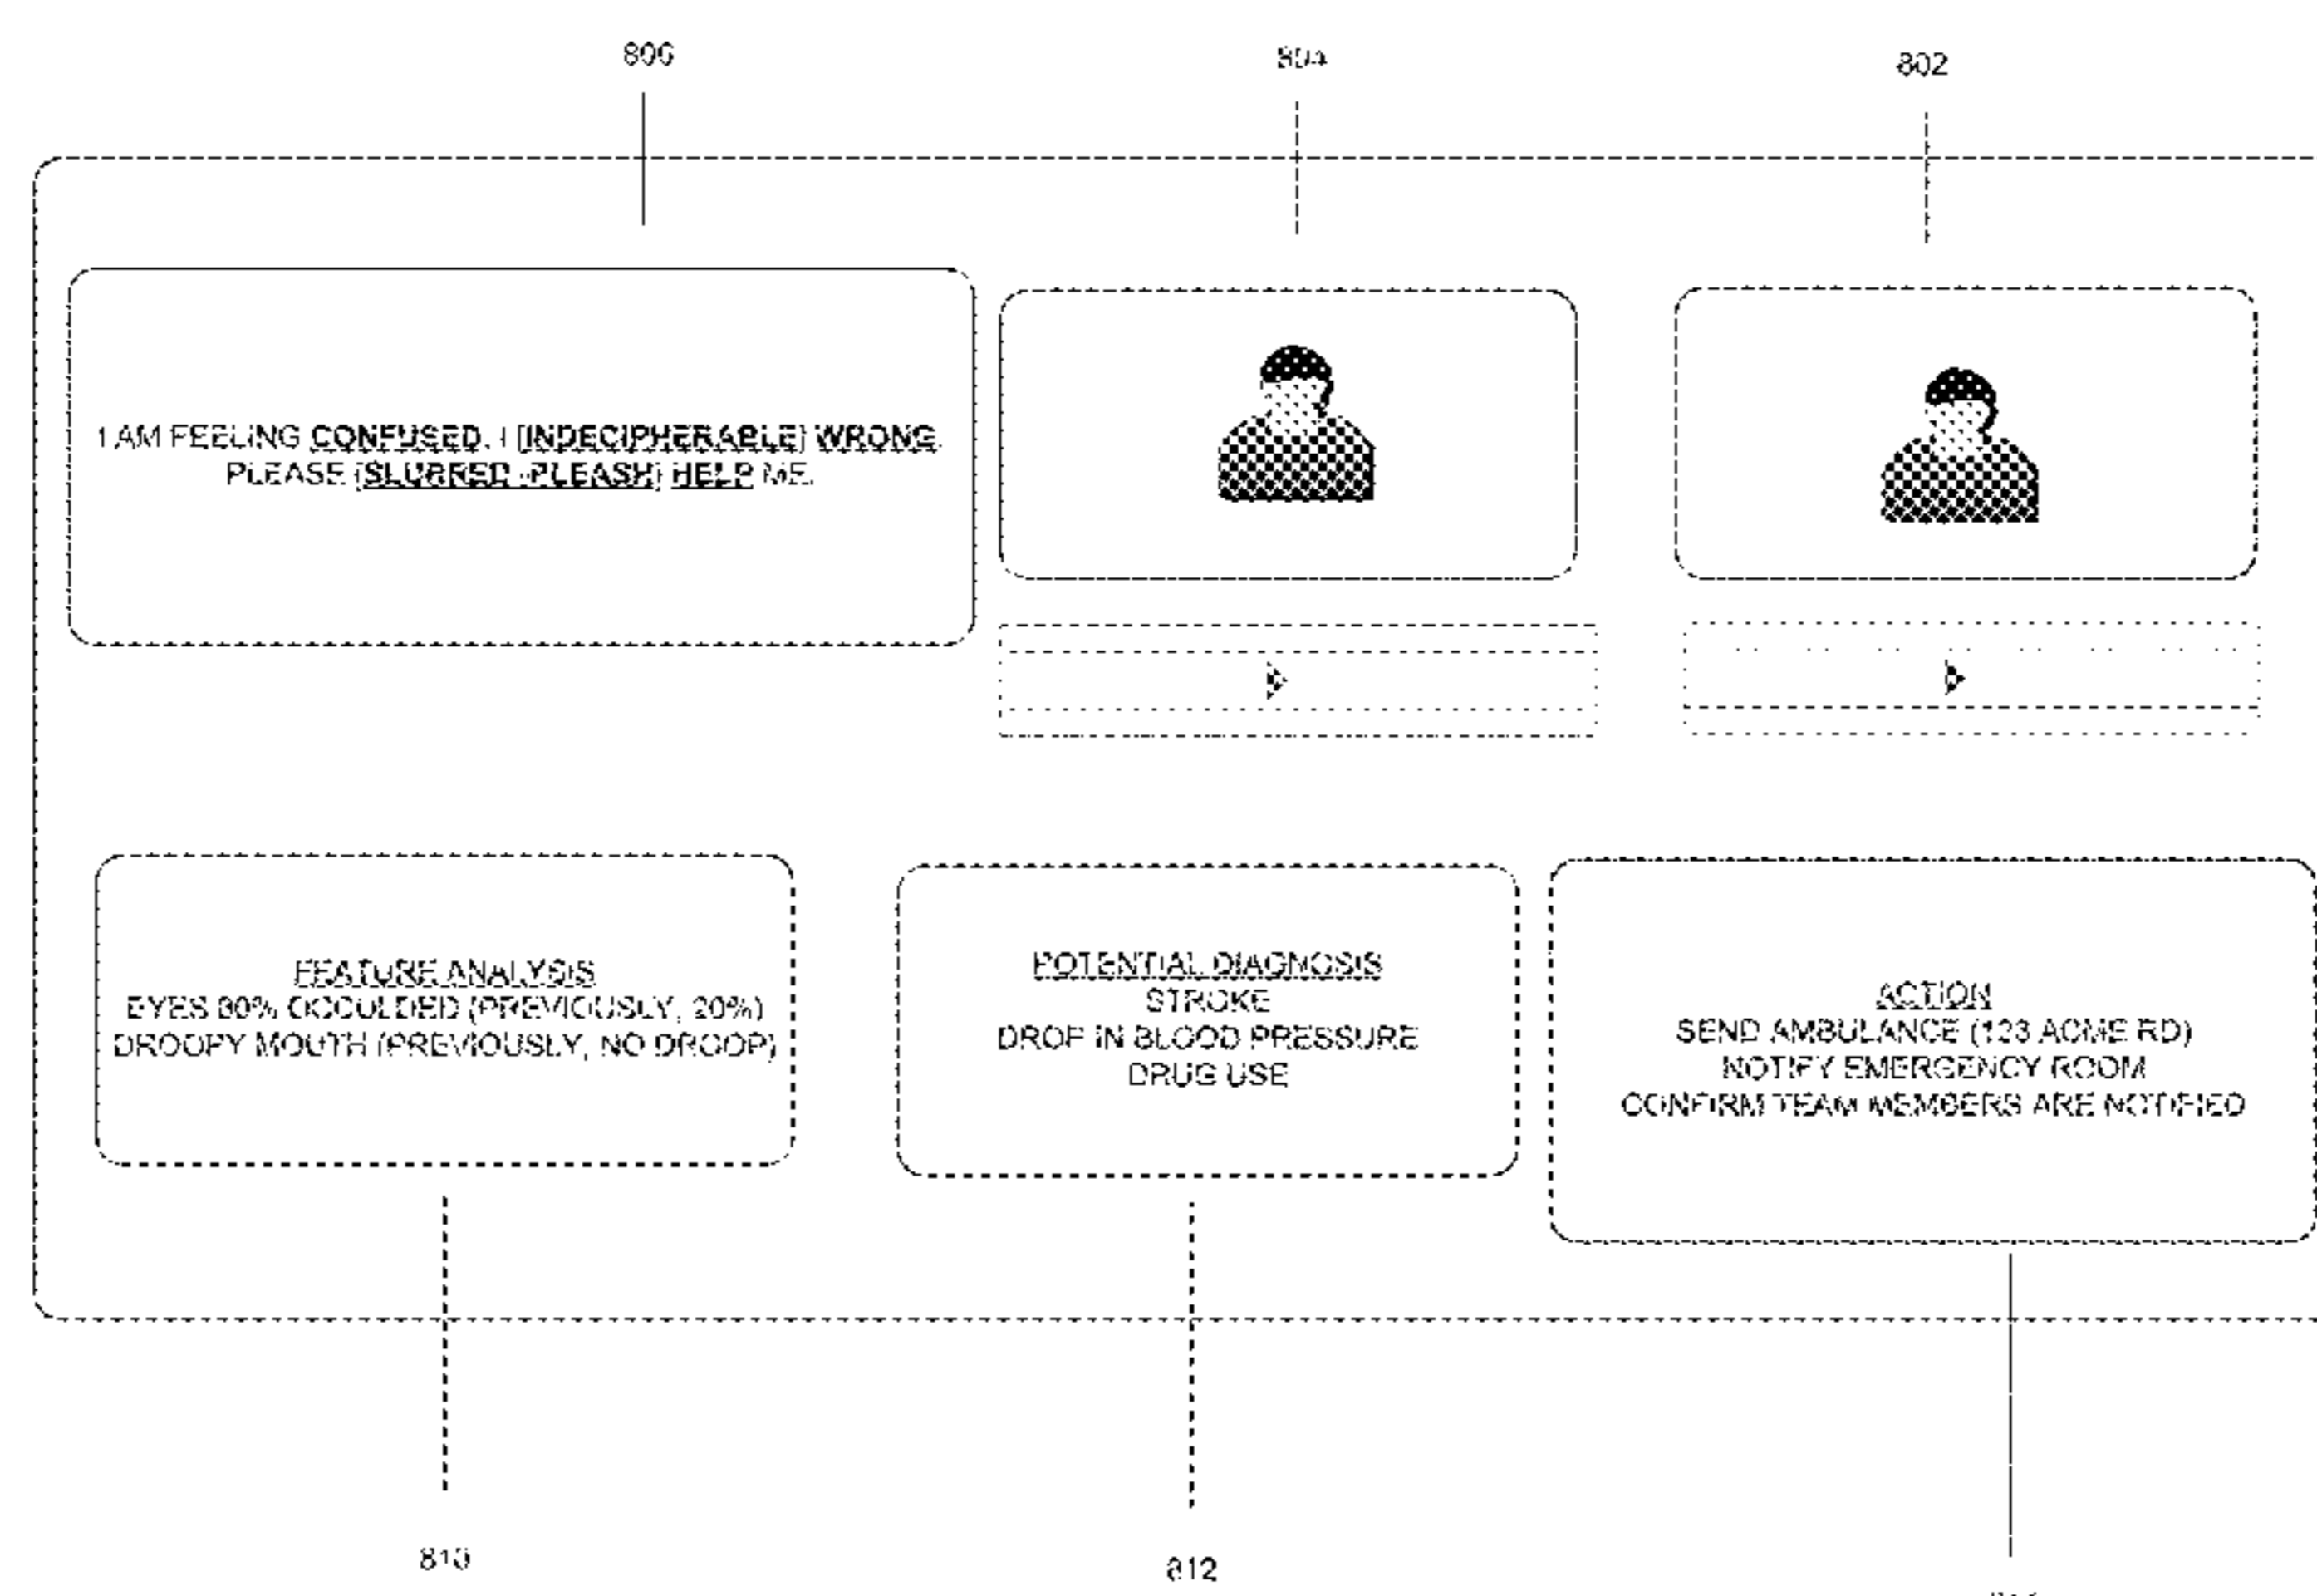 806
804
802
I AM FEELING CONFUSED. I [INDECIPHERABLE] WRONG.
PLEASE [SLURRED -PLEASH] HELP ME.
FEATURE ANALYSIS
EYES OCCULDED (PREVIOUSLY, 20%)
DROOPY MOUTH (PREVIOUSLY, NO DROOP)
POTENTIAL DIAGNOSIS
STROKE
DROP IN BLOOD PRESSURE
DRUG USE
ACTION
SEND AMBULANCE (123 ACME RD)
NOTIFY EMERGENCY ROOM
CONFIRM TEAM MEMBERS ARE NOTIFIED
810
812